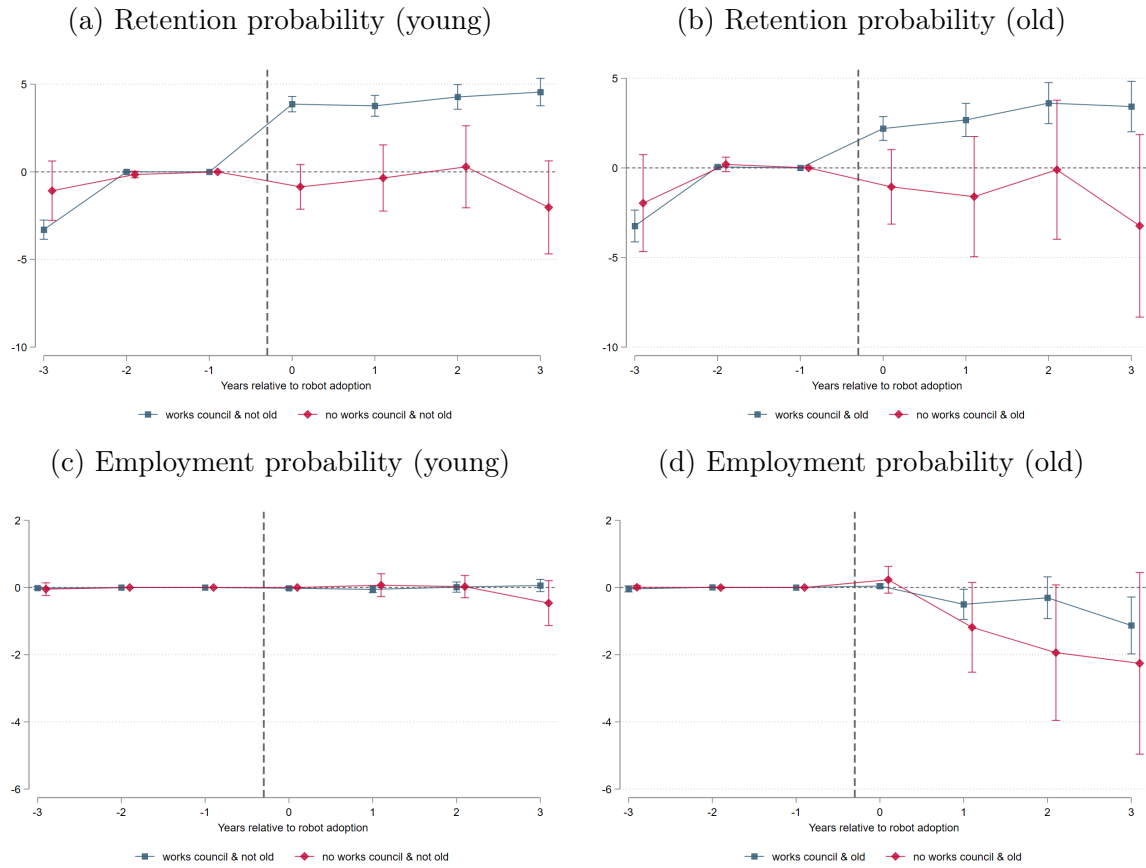 (a) Retention probability (young)
5
0
-5
-10
-3 -2 -1 0 1 2 3
Years relative to robot adoption
works council & not old no works council & not old
(b) Retention probability (old)
5
0
-5
-10
-3 -2 -1 0 1 2 3
Years relative to robot adoption
works council & old no works council & old
(c) Employment probability (young)
2
0
-2
-4
-6
-3 -2 -1 0 1 2 3
Years relative to robot adoption
works council & not old no works council & not old
(d) Employment probability (old)
2
0
-2
-4
-6
-3 -2 -1 0 1 2 3
Years relative to robot adoption
works council & old no works council & old